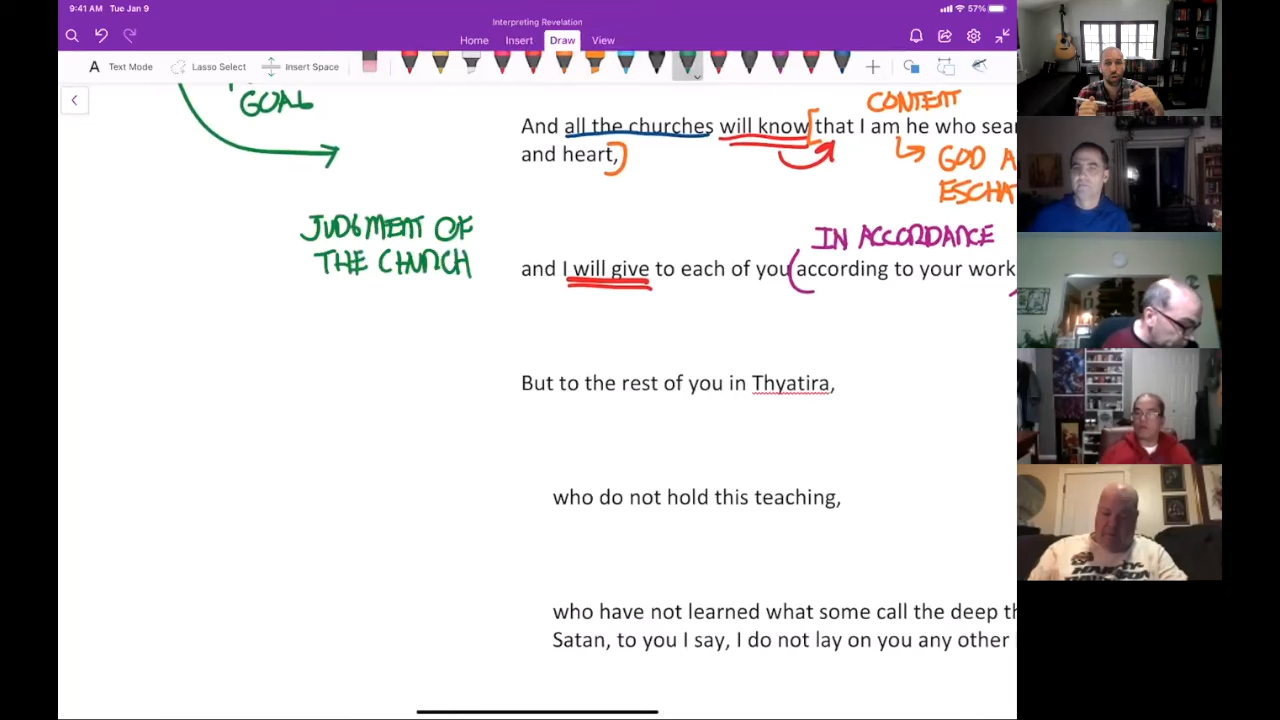 9:41 AM Tue Jan 9
57%
Interpreting Revelation
Home Insert Draw View
A Text Mode Lasso Select Insert Space
GOAL
CONTENT
And all the churches will know that I am he who sear
and heart,
GOD A
ESCHAT
JUDGMENT OF
THE CHURCH
IN ACCORDANCE
and I will give to each of you according to your work
But to the rest of you in Thyatira,
who do not hold this teaching,
who have not learned what some call the deep th
Satan, to you I say, I do not lay on you any other